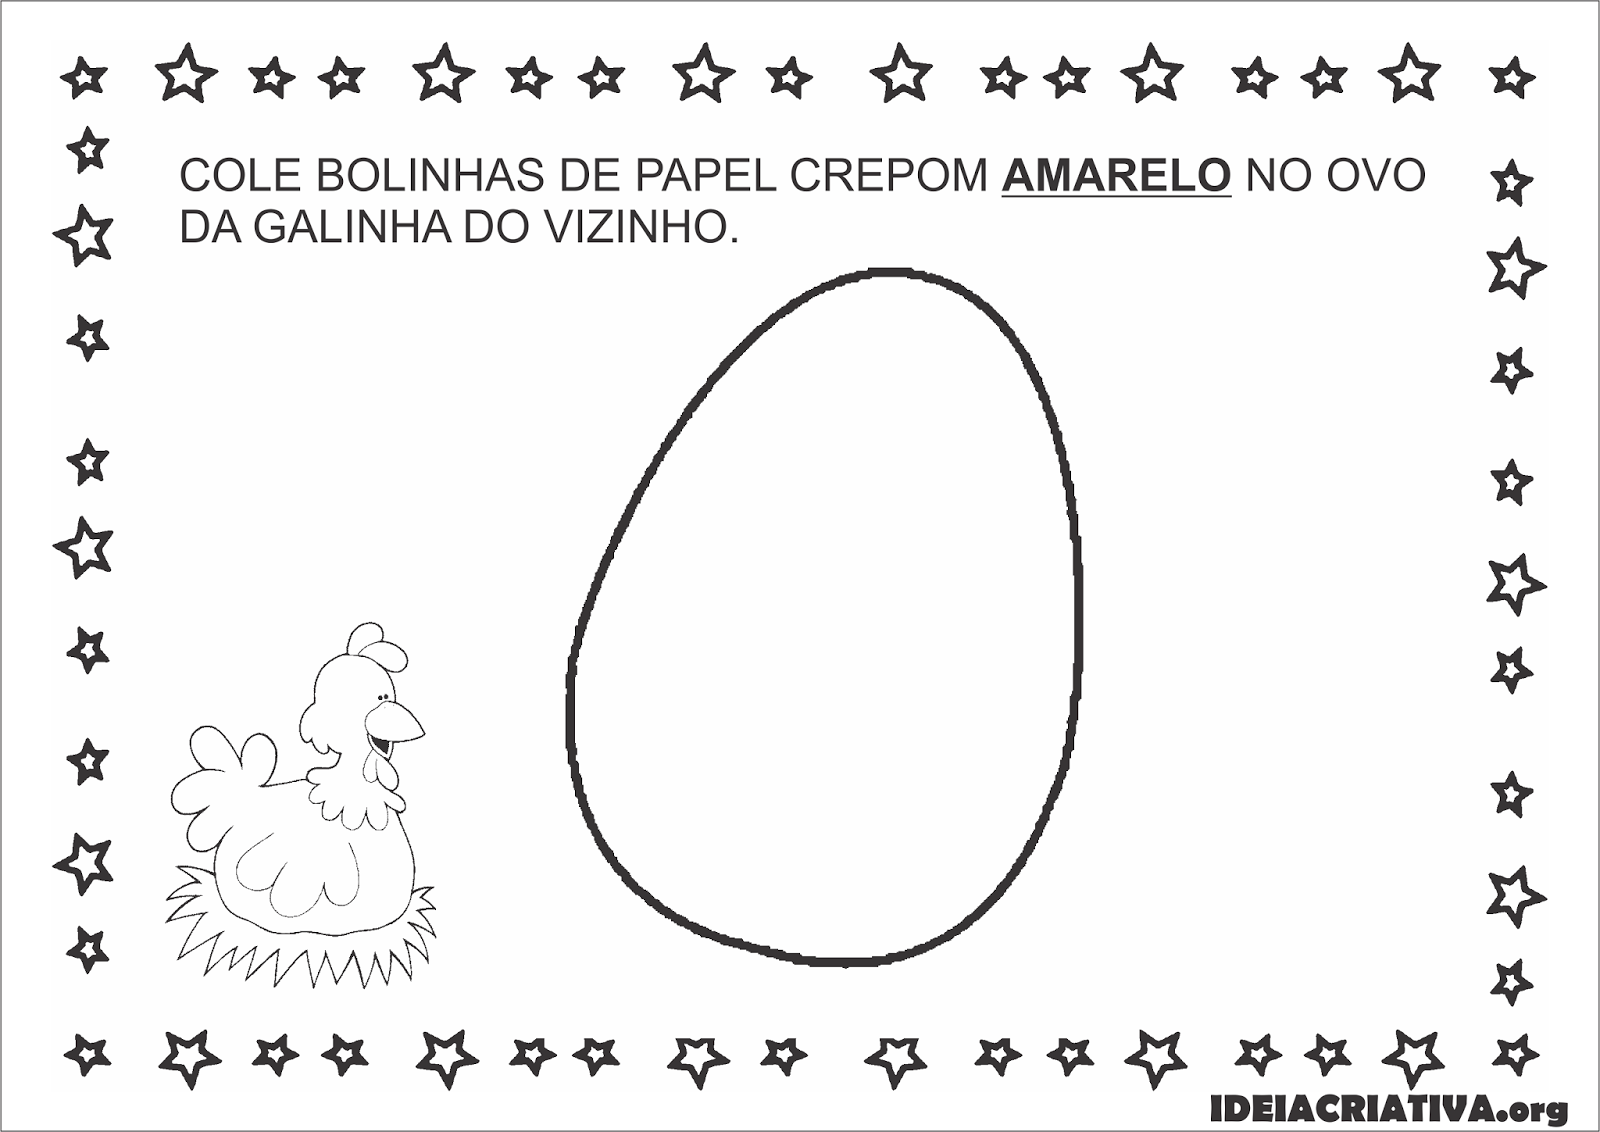 COLE BOLINHAS DE PAPEL CREPOM AMARELO NO OVO
DA GALINHA DO VIZINHO.
IDEIACRIATIVA.org